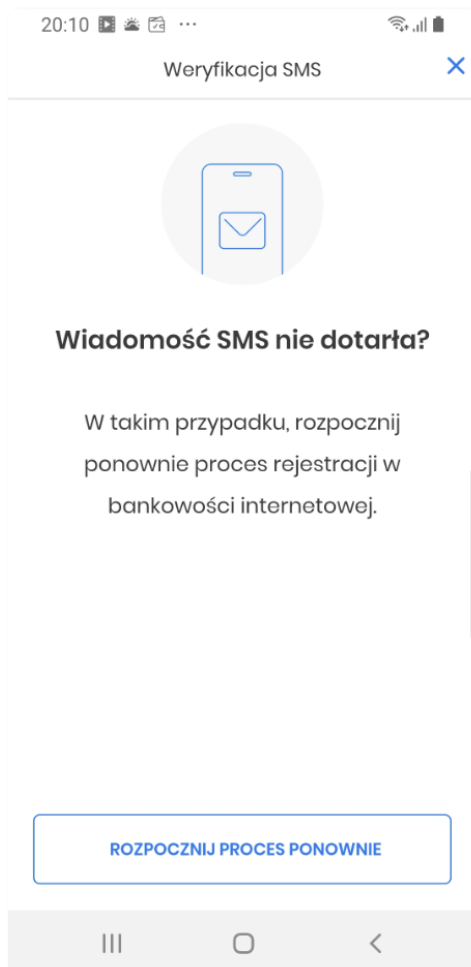 20:10
Weryfikacja SMS
Wiadomość SMS nie dotarła?
W takim przypadku, rozpocznij
ponownie proces rejestracji w
bankowości internetowej.
ROZPOCZNIJ PROCES PONOWNIE